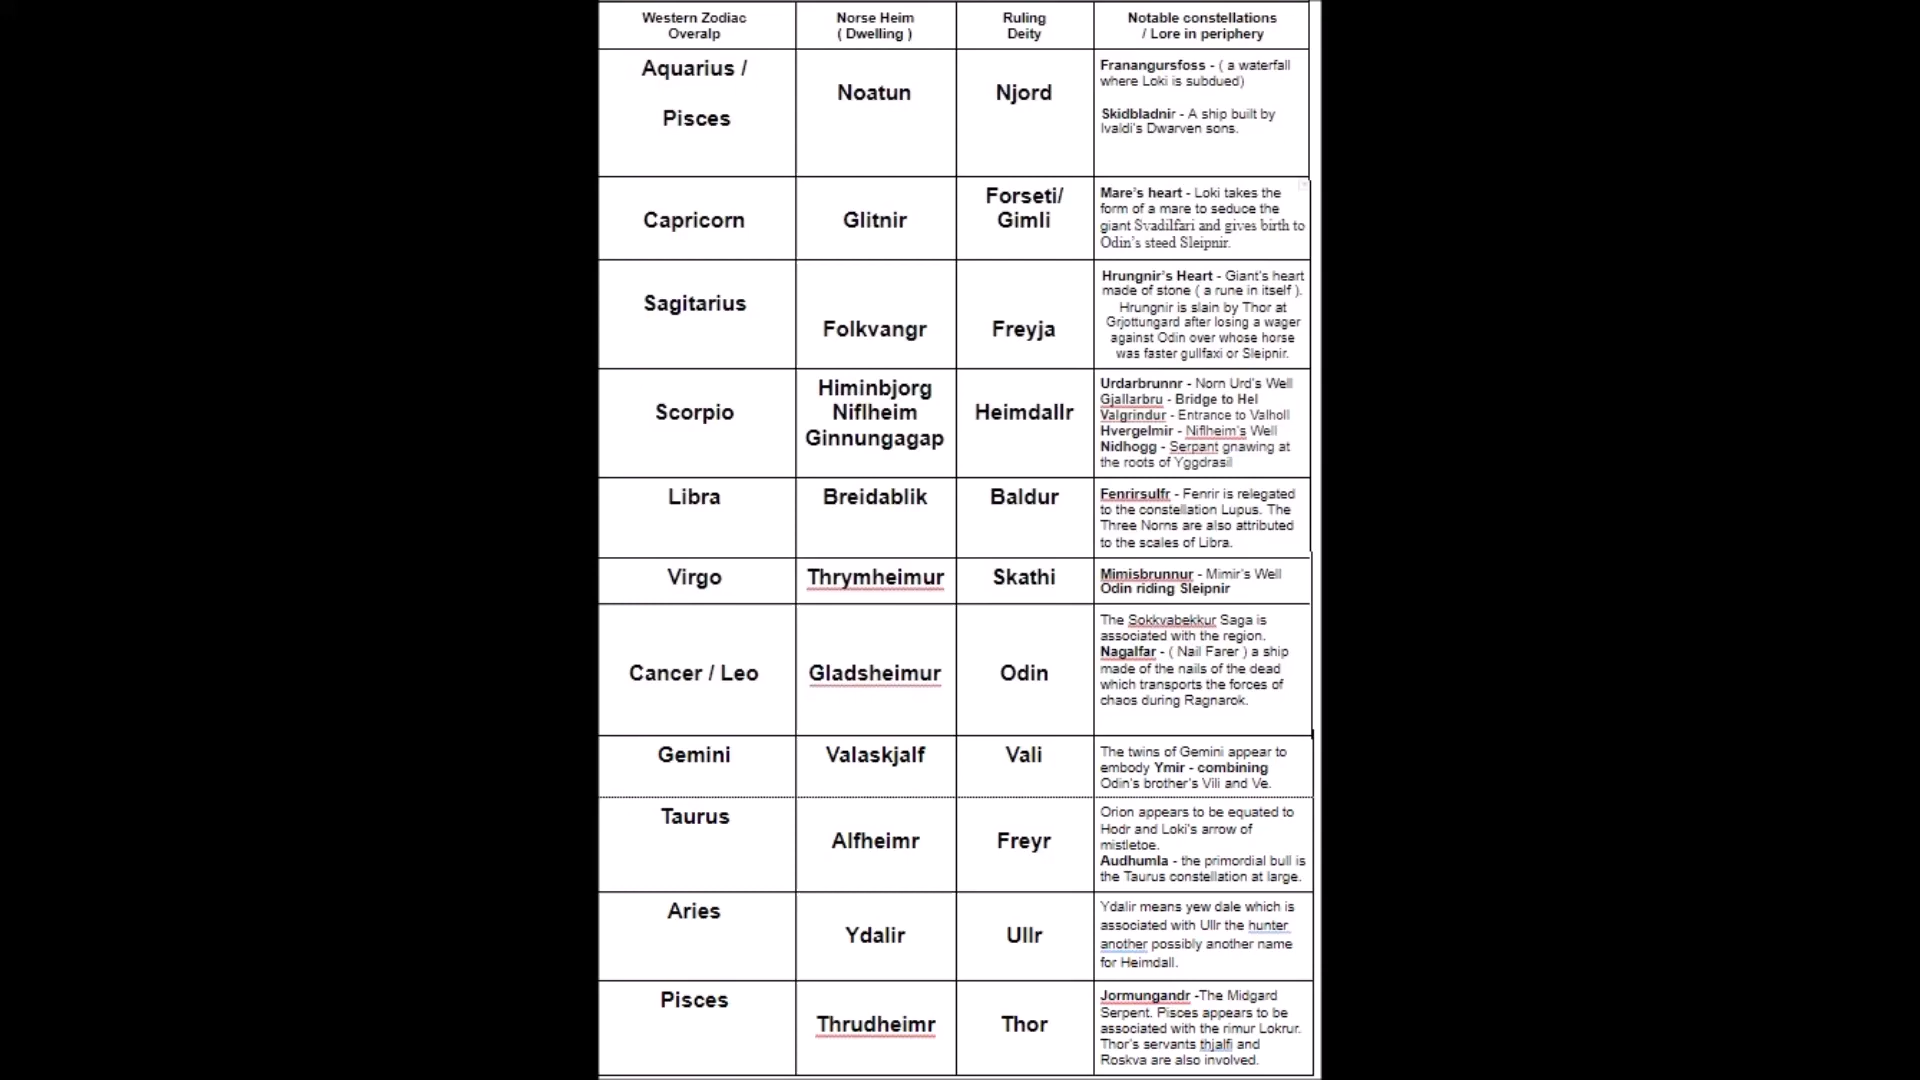 Western Zodiac
Overalp
Norse Heim
( Dwelling )
Ruling
Deity
Notable constellations
/ Lore in periphery
Aquarius /
Pisces
Noatun
Njord
Franangursfoss - ( a waterfall
where Loki is subdued)
Skidbladnir - A ship built by
Ivaldi's Dwarven sons.
Capricorn
Glitnir
Forseti/
Gimli
Mare's heart - Loki takes the
form of a mare to seduce the
giant Svadilfari and gives birth to
Odin's steed Sleipnir.
Sagitarius
Folkvangr
Freyja
Hrungnir's Heart - Giant's heart
made of stone ( a rune in itself ).
Hrungnir is slain by Thor at
Grjottungard after losing a wager
against Odin over whose horse
was faster gullfaxi or Sleipnir.
Scorpio
Himinbjorg
Niflheim
Ginnungagap
Heimdallr
Urdarbrunnr - Norn Urd's Well
Gjallarbru - Bridge to Hel
Valgrindur - Entrance to Valholl
Hvergelmir - Niflheim's Well
Nidhogg - Serpant gnawing at
the roots of Yggdrasil
Libra
Breidablik
Baldur
Fenrirsulfr - Fenrir is relegated
to the constellation Lupus. The
Three Norns are also attributed
to the scales of Libra.
Virgo
Thrymheimur
Skathi
Mimisbrunnur - Mimir's Well
Odin riding Sleipnir
Cancer / Leo
Gladsheimur
Odin
The Sokkvabekkur Saga is
associated with the region.
Nagalfar - ( Nail Farer ) a ship
made of the nails of the dead
which transports the forces of
chaos during Ragnarok.
Gemini
Valaskjalf
Vali
The twins of Gemini appear to
embody Ymir - combining
Odin's brother's Vili and Ve.
Taurus
Alfheimr
Freyr
Orion appears to be equated to
Hodr and Loki's arrow of
mistletoe.
Audhumla - the primordial bull is
the Taurus constellation at large.
Aries
Ydalir
Ullr
Ydalir means yew dale which is
associated with Ullr the hunter
another possibly another name
for Heimdall.
Pisces
Thrudheimr
Thor
Jormungandr -The Midgard
Serpent. Pisces appears to be
associated with the rimur Lokrur.
Thor's servants thjalfi and
Roskva are also involved.